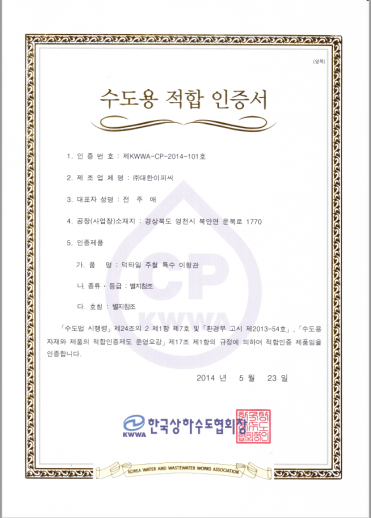 (앞쪽)
수도용 적합 인증서
1. 인 증 번 호 : 제KWWA-CP-2014-101호
2. 제 조 업 체 명 : ㈜대한이피씨
3. 대표자 성명 : 전 주 애
4. 공장(사업장)소재지 : 경상북도 영천시 북안면 운북로 1770
5. 인증제품
가. 품 명 : 덕타일 주철 특수 이형관
나. 종류ㆍ등급 : 별지참조
다. 호칭 : 별지참조
CP
KWWA
「수도법 시행령」제24조의 2 제1항 제7호 및「환경부 고시 제2013-54호」,「수도용
자재와 제품의 적합인증제도 운영요강」제17조 제1항의 규정에 의하여 적합인증 제품임을
인증합니다.
2014 년 5 월 23 일
KWWA 한국상하수도협회장
KOREA WATER AND WASTEWATER WORKS ASSOCIATION